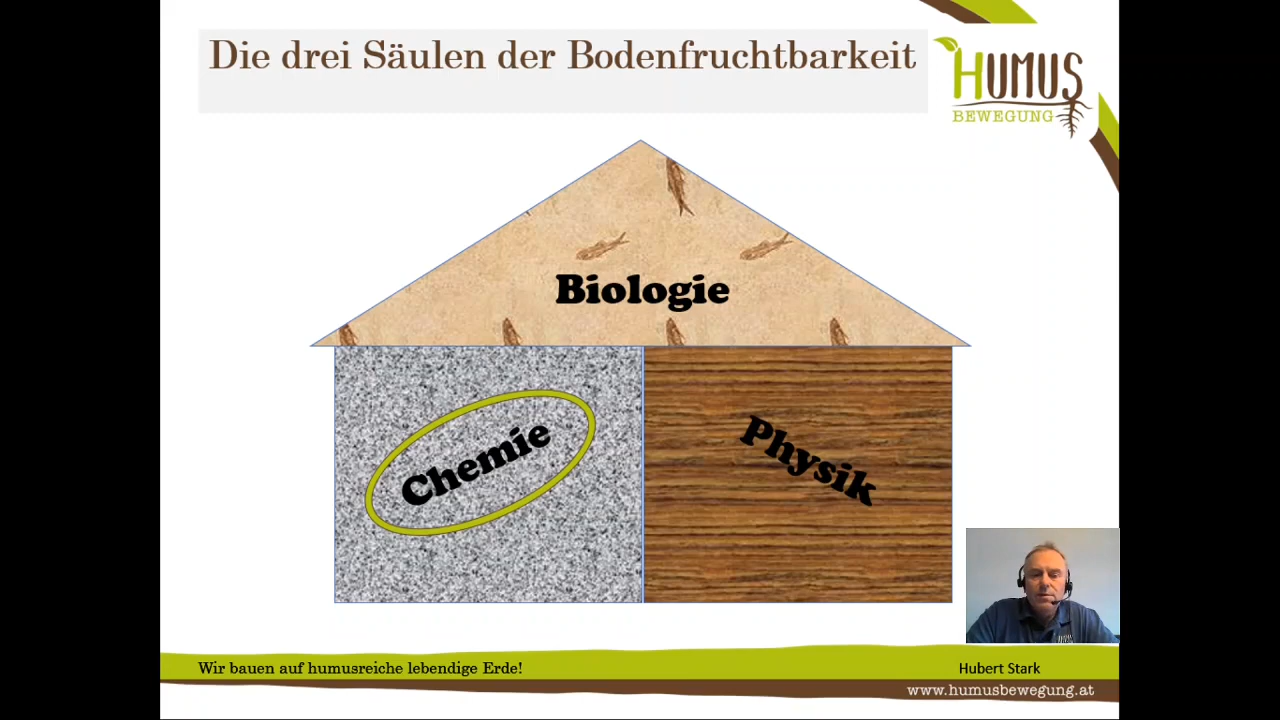 Die drei Säulen der Bodenfruchtbarkeit
HUMUS
BEWEGUNG
Biologie
Chemie
Physik
Wir bauen auf humusreiche lebendige Erde!
Hubert Stark
www.humusbewegung.at